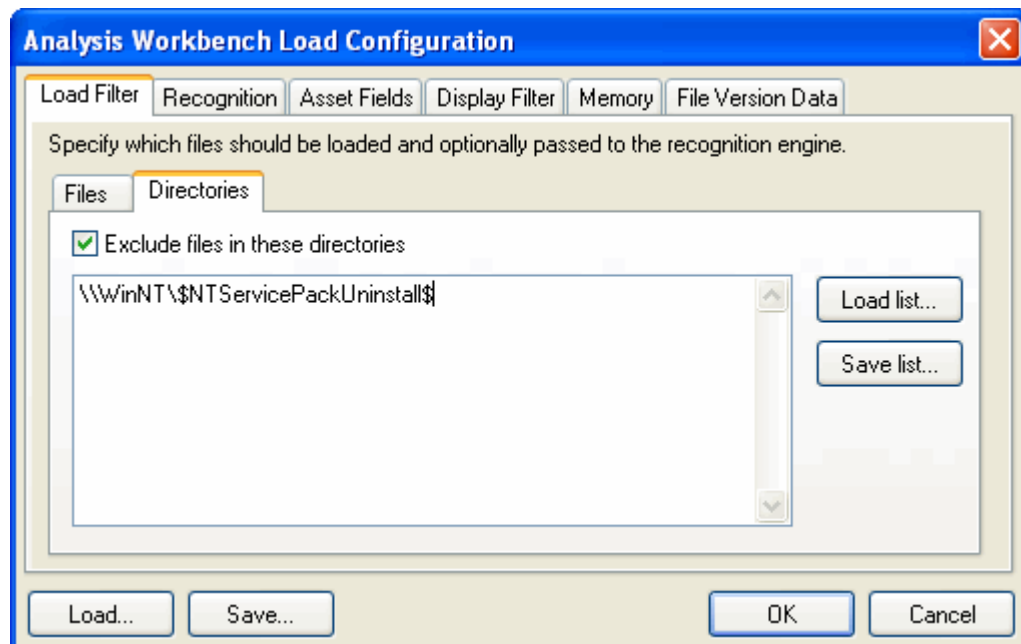 Analysis Workbench Load Configuration
Load Filter Recognition Asset Fields Display Filter Memory File Version Data
Specify which files should be loaded and optionally passed to the recognition engine.
Files Directories
Exclude files in these directories
\\WinNT\$NTServicePackUninstall$
Load list...
Save list...
Load... Save... OK Cancel